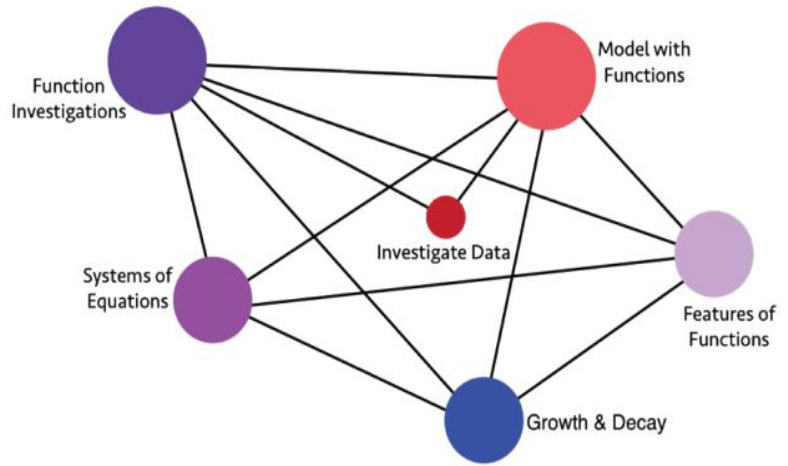 Function
Investigations
Model with
Functions
Investigate Data
Systems of
Equations
Features of
Functions
Growth & Decay